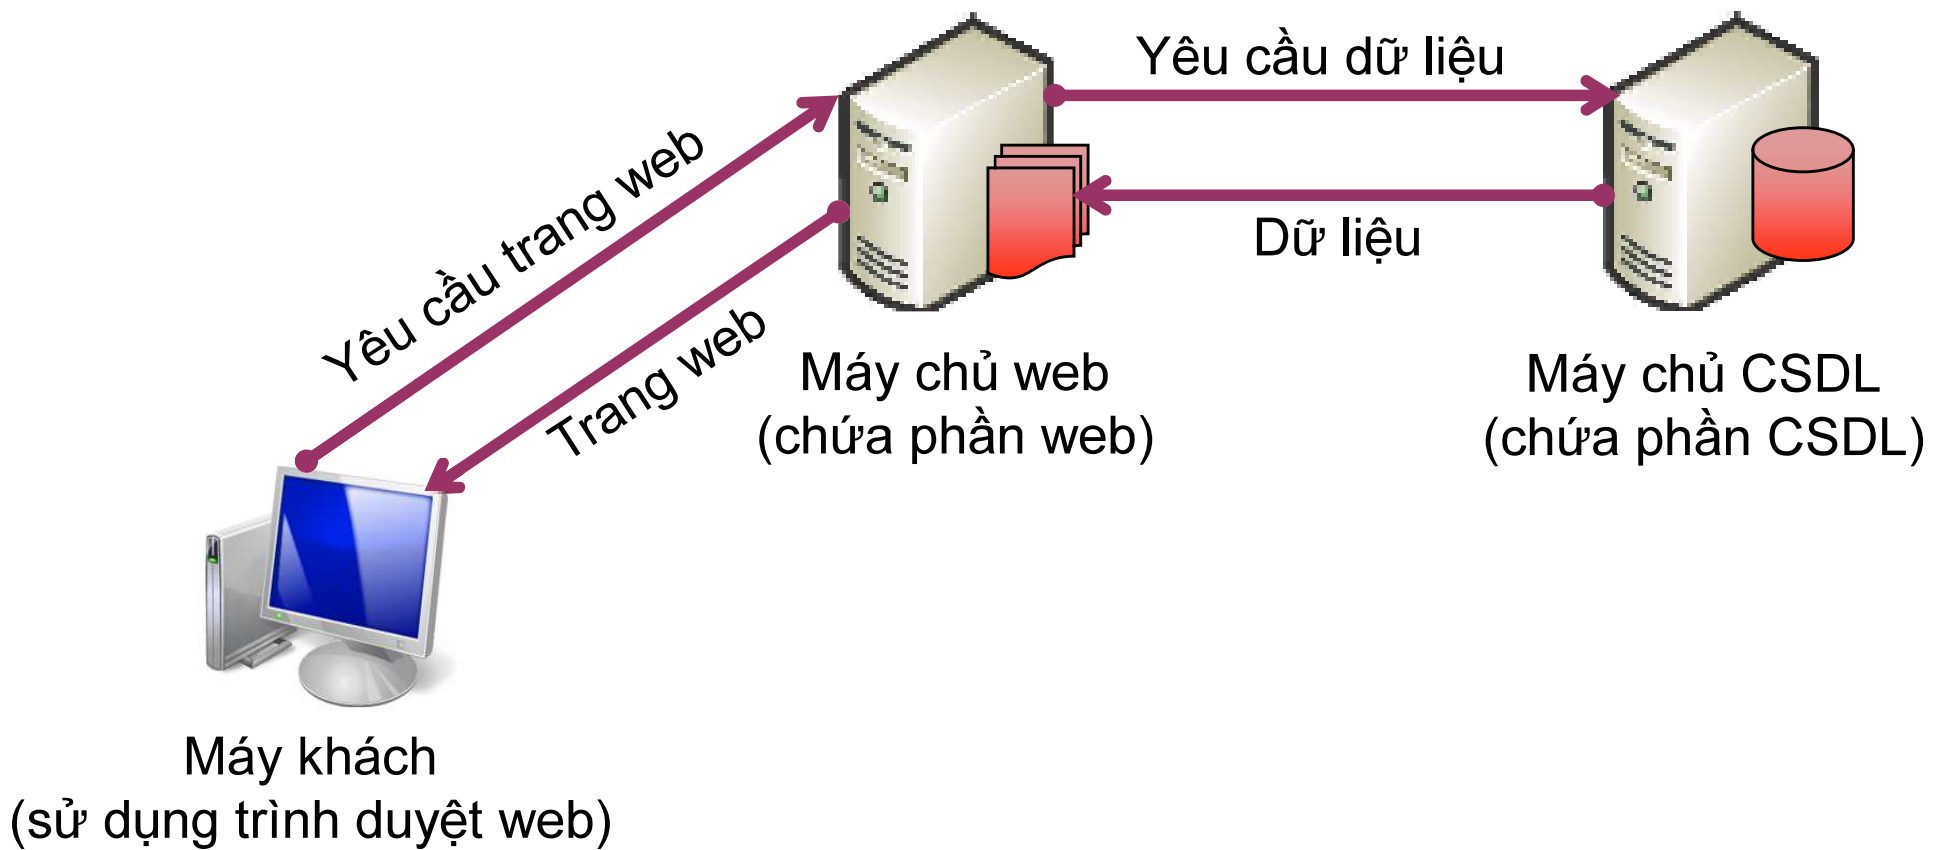 Yêu cầu dữ liệu
Yêu cầu trang web
Dữ liệu
Trang web
Máy chủ web
(chứa phần web)
Máy chủ CSDL
(chứa phần CSDL)
Máy khách
(sử dụng trình duyệt web)